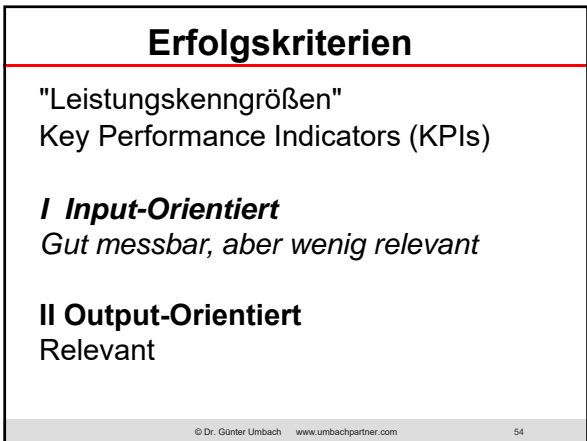 Erfolgskriterien
"Leistungskenngrößen"
Key Performance Indicators (KPIs)
I Input-Orientiert
Gut messbar, aber wenig relevant
II Output-Orientiert
Relevant
© Dr. Günter Umbach www.umbachpartner.com 54